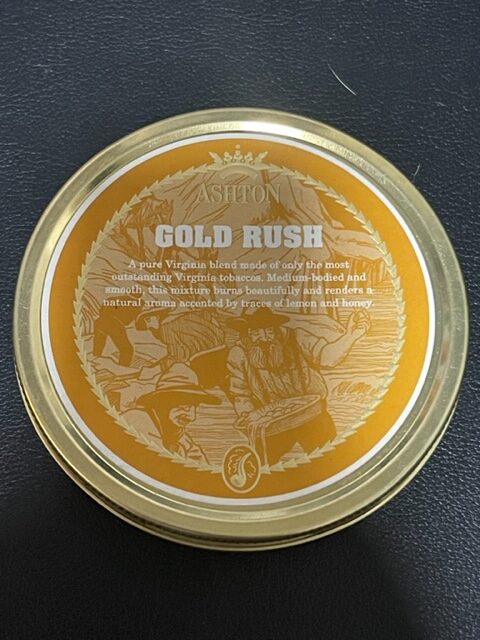 ASHTON
GOLD RUSH
A pure Virginia blend made of only the most
outstanding Virginia tobaccos. Medium-bodied and
smooth, this mixture burns beautifully and renders a
natural aroma accented by traces of lemon and honey.